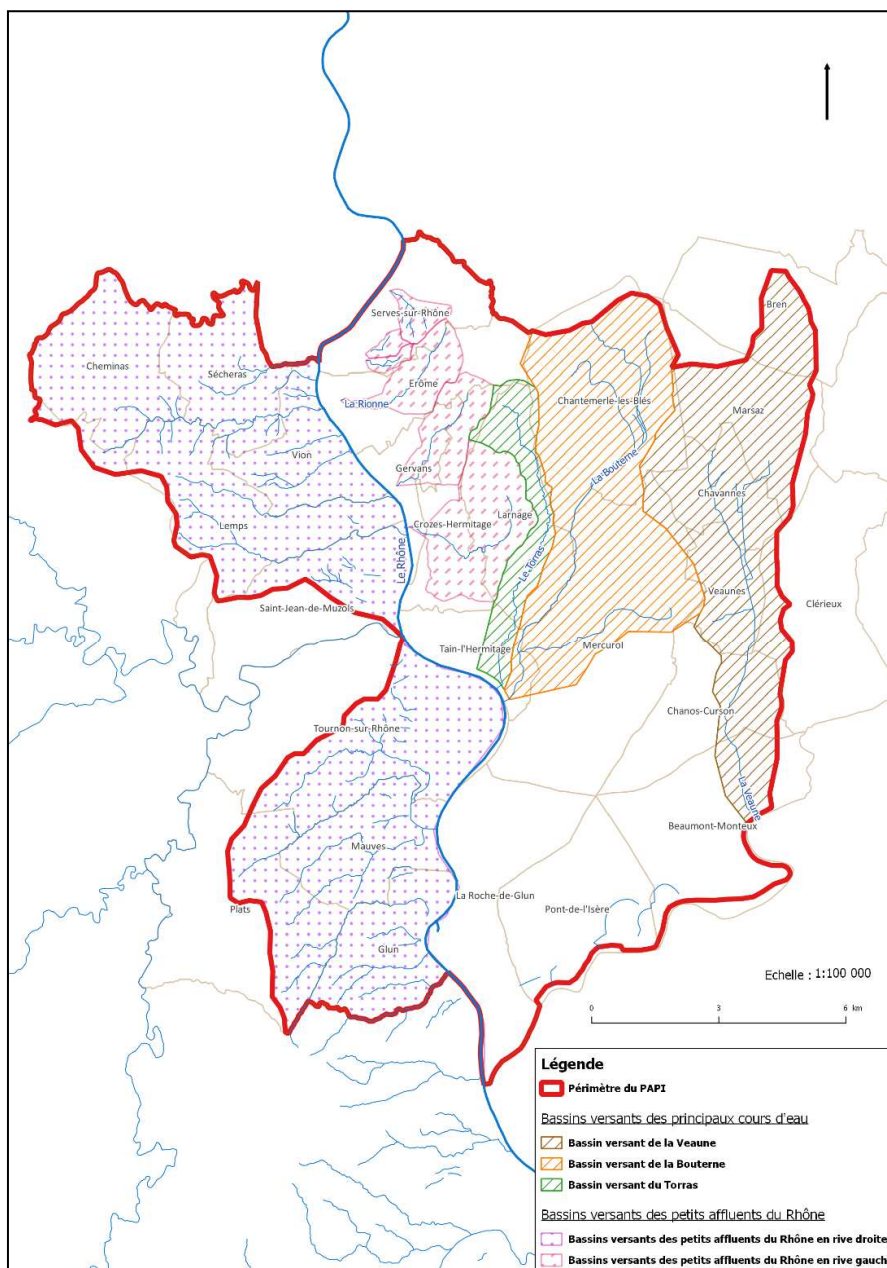 Bren
Serves-sur-Rhône
Cheminas
Sécheras
Erôme
La Rionne
Chantemerle-les-Blés
Marsaz
Vion
La Bouterne
Gervans
Chavannes
Lemps
Crozes-Hermitage
Larnage
Le Rhône
Le Torras
Veaunes
Clérieux
Saint-Jean-de-Muzols
Tain-l'Hermitage
Mercurol
Chanos-Curson
Tournon-sur-Rhône
La Veaune
Beaumont-Monteux
Mauves
La Roche-de-Glun
Plats
Pont-de-l'Isère
Glun
Echelle : 1:100 000
0 3 6 km
Légende
Périmètre du PAPI
Bassins versants des principaux cours d'eau
Bassin versant de la Veaune
Bassin versant de la Bouterne
Bassin versant du Torras
Bassins versants des petits affluents du Rhône
Bassins versants des petits affluents du Rhône en rive droite
Bassins versants des petits affluents du Rhône en rive gauch